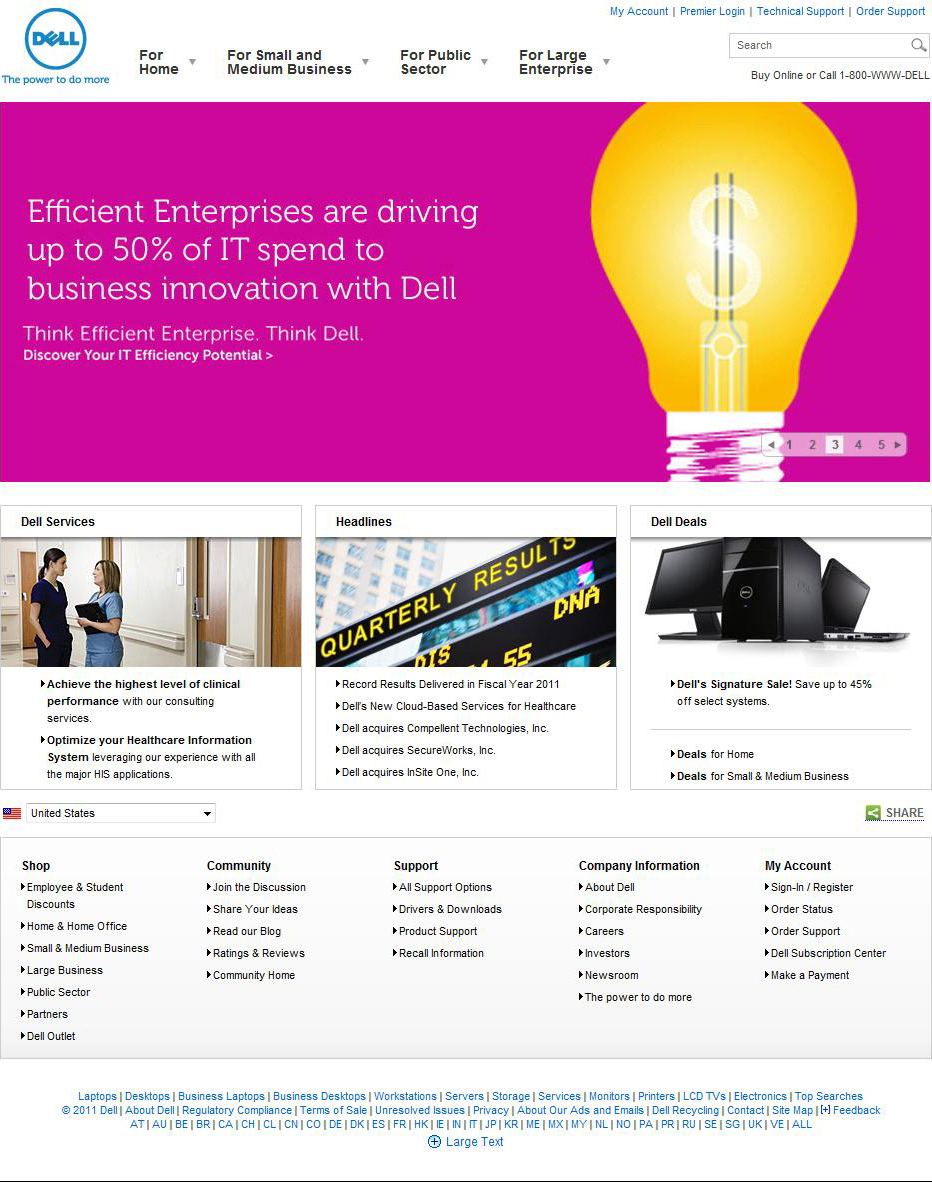 My Account | Premier Login | Technical Support | Order Support
DELL
The power to do more
For Home
For Small and Medium Business
For Public Sector
For Large Enterprise
Search
Buy Online or Call 1-800-WWW-DELL
Efficient Enterprises are driving
up to 50% of IT spend to
business innovation with Dell
Think Efficient Enterprise. Think Dell.
Discover Your IT Efficiency Potential >
$
1 2 3 4 5
Dell Services
Achieve the highest level of clinical
performance with our consulting
services.
Optimize your Healthcare Information
System leveraging our experience with all
the major HIS applications.
Headlines
QUARTERLY RESULTS
DNA
DIS
4.55
Record Results Delivered in Fiscal Year 2011
Dell's New Cloud-Based Services for Healthcare
Dell acquires Compellent Technologies, Inc.
Dell acquires SecureWorks, Inc.
Dell acquires InSite One, Inc.
Dell Deals
Dell's Signature Sale! Save up to 45%
off select systems.
Deals for Home
Deals for Small & Medium Business
United States
SHARE
Shop
Employee & Student
Discounts
Home & Home Office
Small & Medium Business
Large Business
Public Sector
Partners
Dell Outlet
Community
Join the Discussion
Share Your Ideas
Read our Blog
Ratings & Reviews
Community Home
Support
All Support Options
Drivers & Downloads
Product Support
Recall Information
Company Information
About Dell
Corporate Responsibility
Careers
Investors
Newsroom
The power to do more
My Account
Sign-In / Register
Order Status
Order Support
Dell Subscription Center
Make a Payment
Laptops | Desktops | Business Laptops | Business Desktops | Workstations | Servers | Storage | Services | Monitors | Printers | LCD TVs | Electronics | Top Searches
© 2011 Dell | About Dell | Regulatory Compliance | Terms of Sale | Unresolved Issues | Privacy | About Our Ads and Emails | Dell Recycling | Contact | Site Map | [+] Feedback
AT | AU | BE | BR | CA | CH | CL | CN | CO | DE | DK | ES | FR | HK | IE | IN | IT | JP | KR | ME | MX | MY | NL | NO | PA | PR | RU | SE | SG | UK | VE | ALL
Large Text